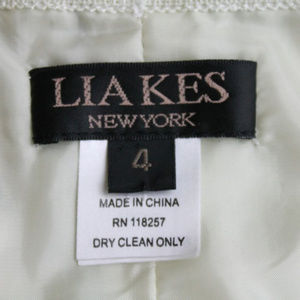 LIA KES
NEW YORK
4
MADE IN CHINA
RN 118257
DRY CLEAN ONLY